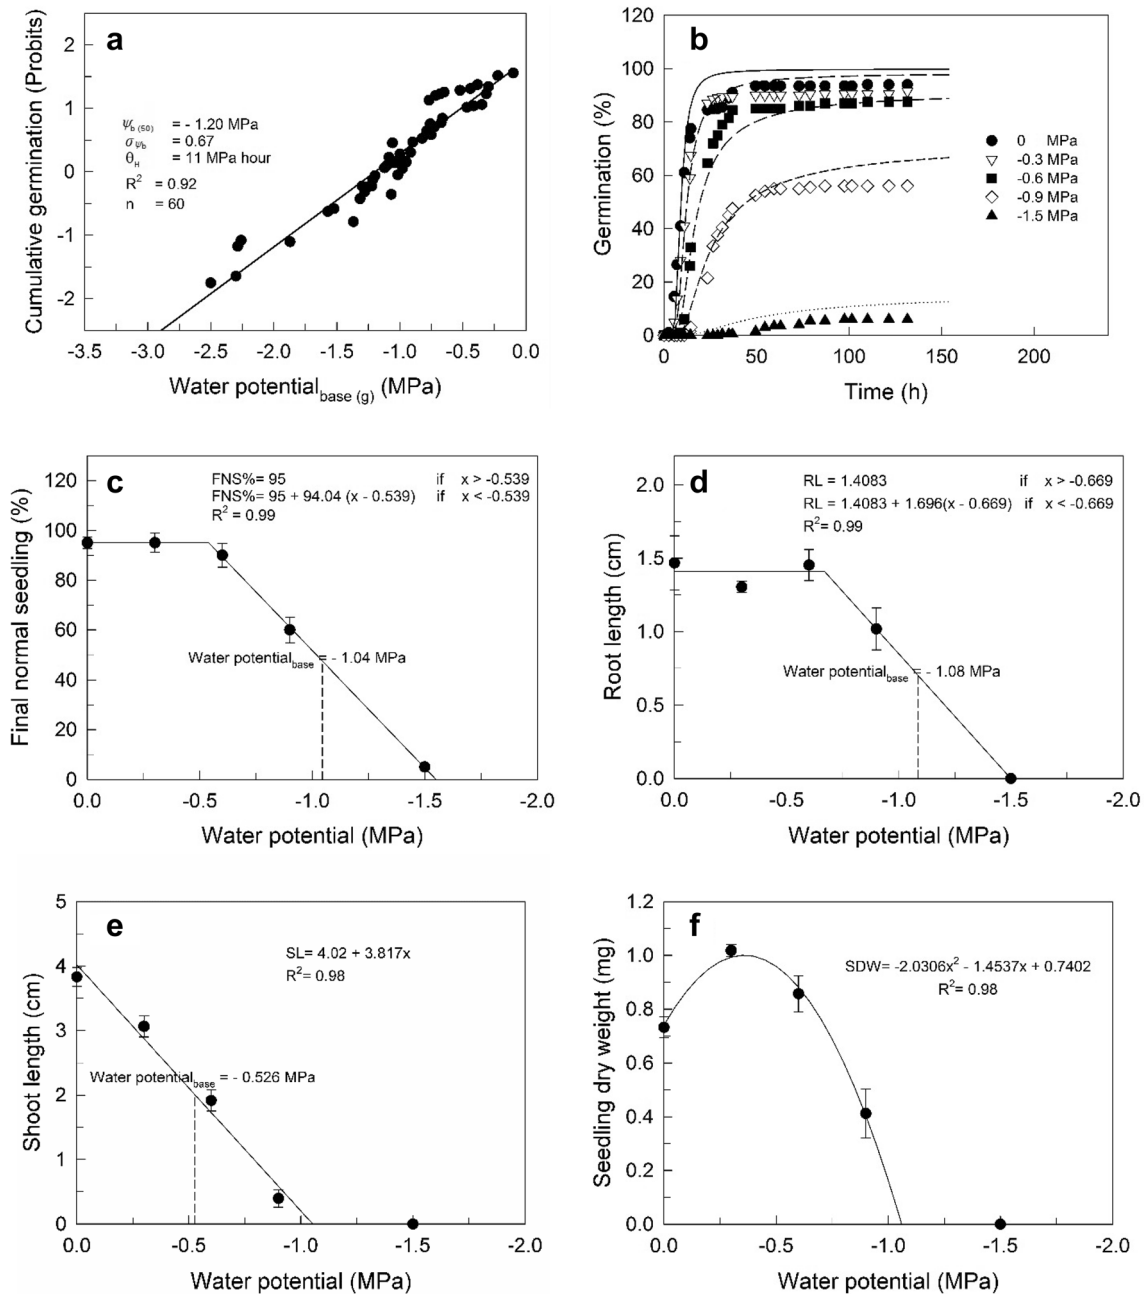 a
Cumulative germination (Probits)
2
1
0
-1
-2
ψb (50) = - 1.20 MPa
σψb = 0.67
θH = 11 MPa hour
R2 = 0.92
n = 60
-3.5 -3.0 -2.5 -2.0 -1.5 -1.0 -0.5 0.0
Water potentialbase (g) (MPa)
b
Germination (%)
120
100
80
60
40
20
0
0 MPa
-0.3 MPa
-0.6 MPa
-0.9 MPa
-1.5 MPa
0 50 100 150 200
Time (h)
c
Final normal seedling (%)
120
100
80
60
40
20
0
FNS%= 95 if x > -0.539
FNS%= 95 + 94.04 (x - 0.539) if x < -0.539
R2 = 0.99
Water potentialbase = - 1.04 MPa
0.0 -0.5 -1.0 -1.5 -2.0
Water potential (MPa)
d
Root length (cm)
2.0
1.5
1.0
0.5
0.0
RL = 1.4083 if x > -0.669
RL = 1.4083 + 1.696(x - 0.669) if x < -0.669
R2= 0.99
Water potentialbase = - 1.08 MPa
0.0 -0.5 -1.0 -1.5 -2.0
Water potential (MPa)
e
Shoot length (cm)
5
4
3
2
1
0
SL= 4.02 + 3.817x
R2= 0.98
Water potentialbase = - 0.526 MPa
0.0 -0.5 -1.0 -1.5 -2.0
Water potential (MPa)
f
Seedling dry weight (mg)
1.2
1.0
0.8
0.6
0.4
0.2
0.0
SDW= -2.0306x2 - 1.4537x + 0.7402
R2= 0.98
0.0 -0.5 -1.0 -1.5 -2.0
Water potential (MPa)